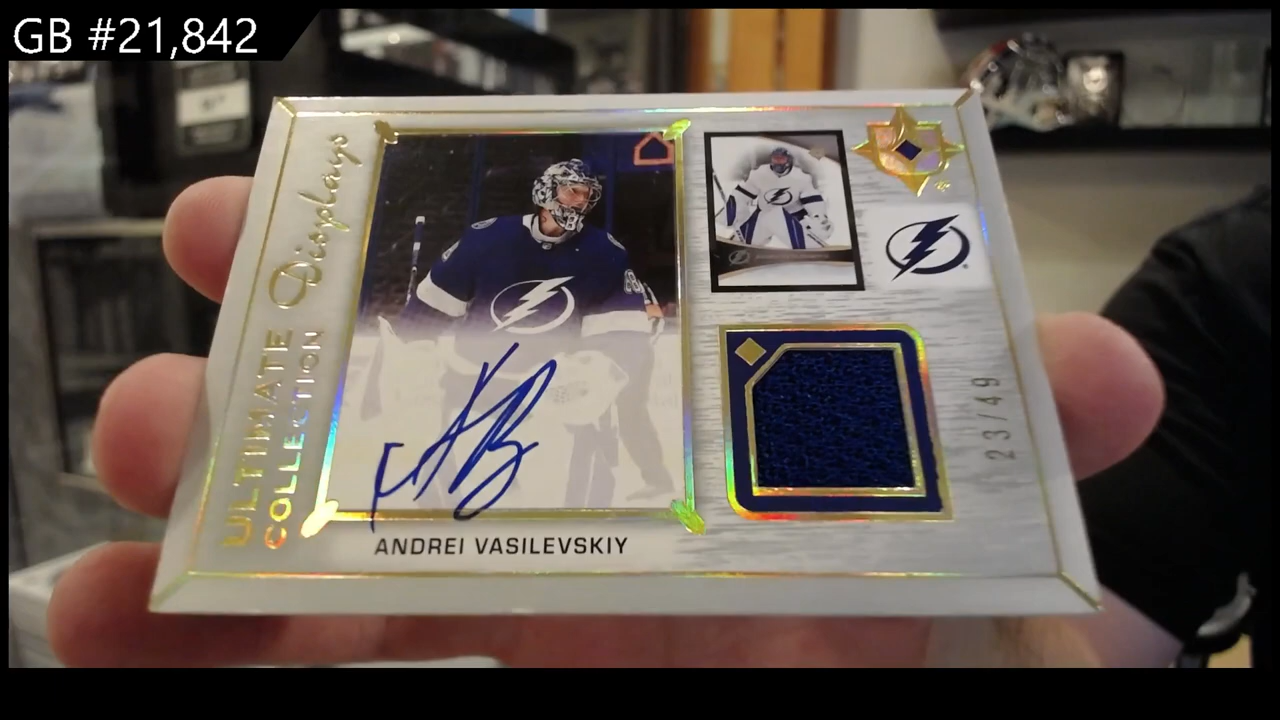 GB #21,842
ULTIMATE
COLLECTION
Displays
ANDREI VASILEVSKIY
23/49